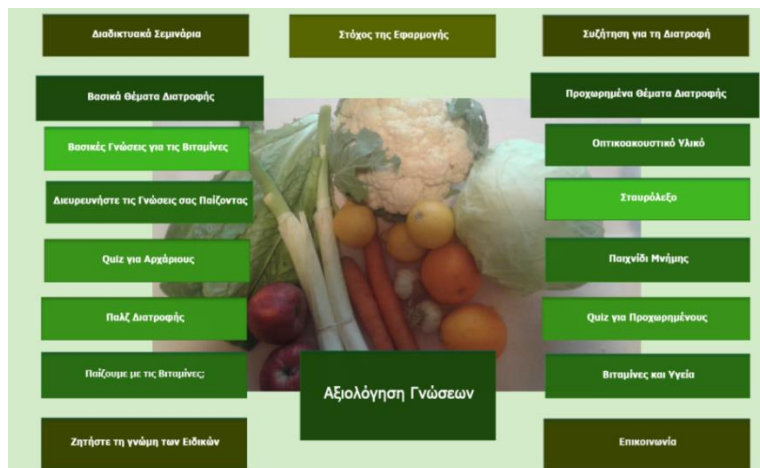 Διαδικτυακά Σεμινάρια
Στόχος της Εφαρμογής
Συζήτηση για τη Διατροφή
Βασικά Θέματα Διατροφής
Προχωρημένα Θέματα Διατροφής
Βασικές Γνώσεις για τις Βιταμίνες
Οπτικοακουστικό Υλικό
Διευρευνήστε τις Γνώσεις σας Παίζοντας
Σταυρόλεξο
Quiz για Αρχάριους
Παιχνίδι Μνήμης
Παλζ Διατροφής
Quiz για Προχωρημένους
Παίζουμε με τις Βιταμίνες;
Βιταμίνες και Υγεία
Αξιολόγηση Γνώσεων
Ζητήστε τη γνώμη των Ειδικών
Επικοινωνία